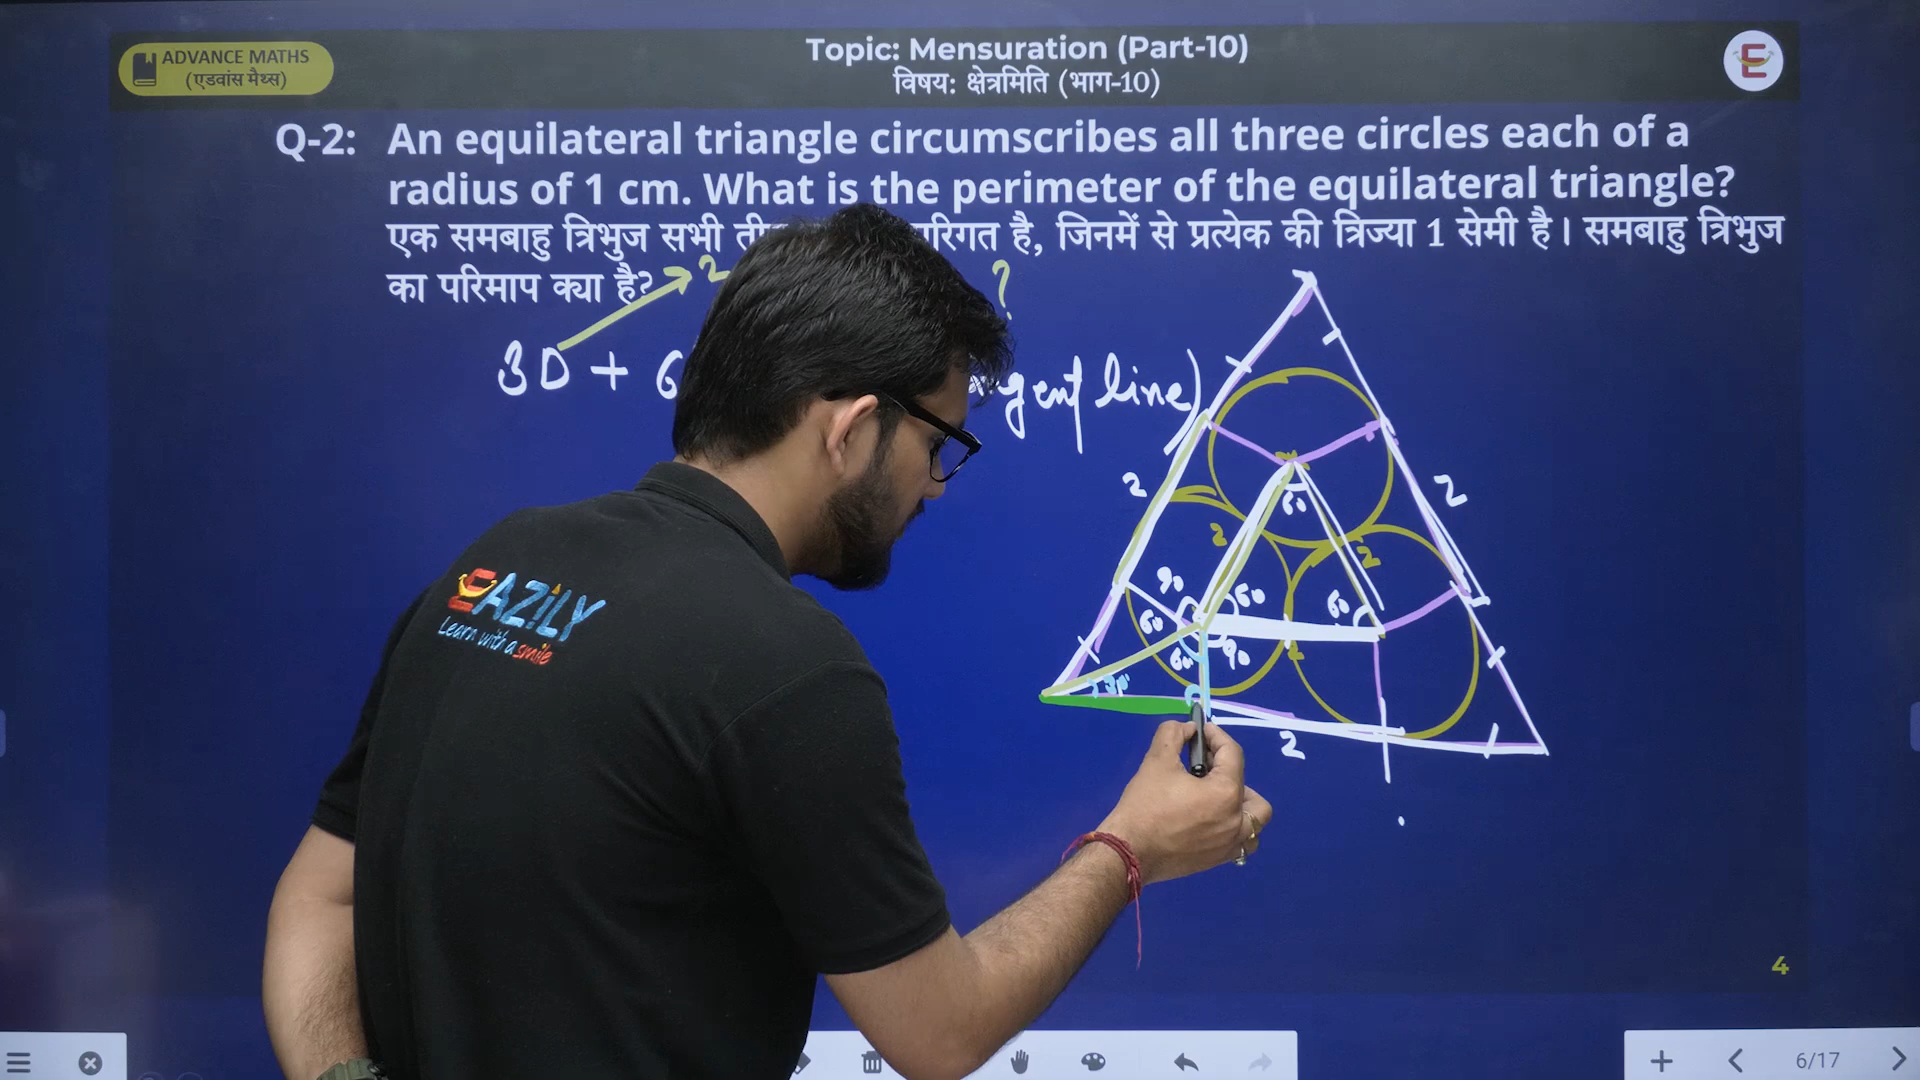 ADVANCE MATHS
(एडवांस मैथ्स)
Topic: Mensuration (Part-10)
विषय: क्षेत्रमिति (भाग-10)
E
Q-2: An equilateral triangle circumscribes all three circles each of a
radius of 1 cm. What is the perimeter of the equilateral triangle?
एक समबाहु त्रिभुज सभी है, जिनमें से प्रत्येक की त्रिज्या 1 सेमी है। समबाहु त्रिभुज
का परिमाप क्या है?
2
?
3D + 6
line)
2
2
60
2
2
90
60
60
60
60
90
2
30°
2
EAZILY
Learn with a smile
4
6/17